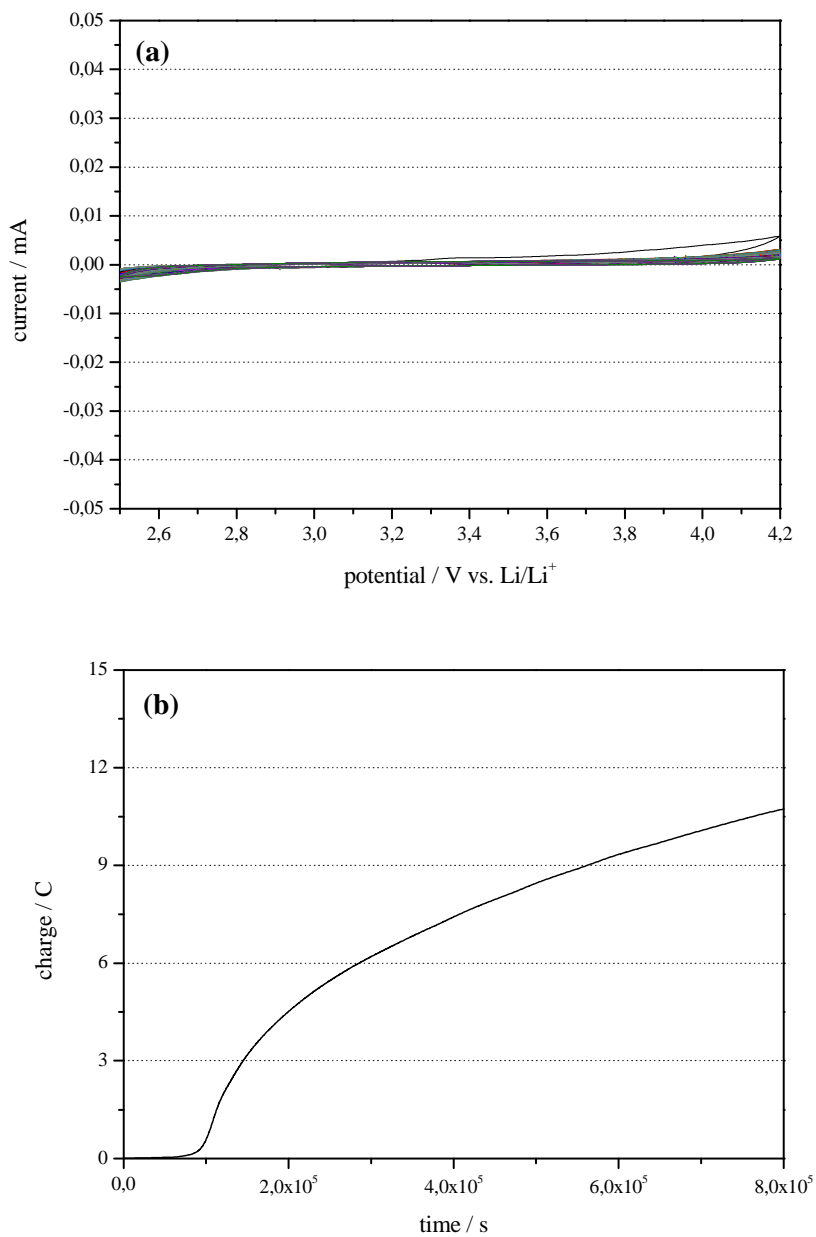 (a)
0,05
0,04
0,03
0,02
0,01
0,00
-0,01
-0,02
-0,03
-0,04
-0,05
current / mA
2,6 2,8 3,0 3,2 3,4 3,6 3,8 4,0 4,2
potential / V vs. Li/Li⁺
(b)
15
12
9
6
3
0
charge / C
0,0 2,0x10⁵ 4,0x10⁵ 6,0x10⁵ 8,0x10⁵
time / s